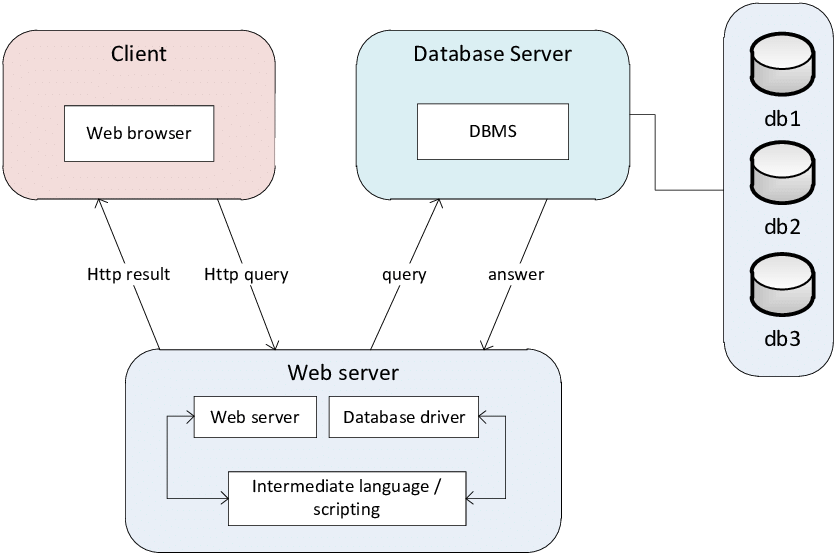 Client
Web browser
Database Server
DBMS
db1
db2
db3
Http result
Http query
query
answer
Web server
Web server
Database driver
Intermediate language /
scripting